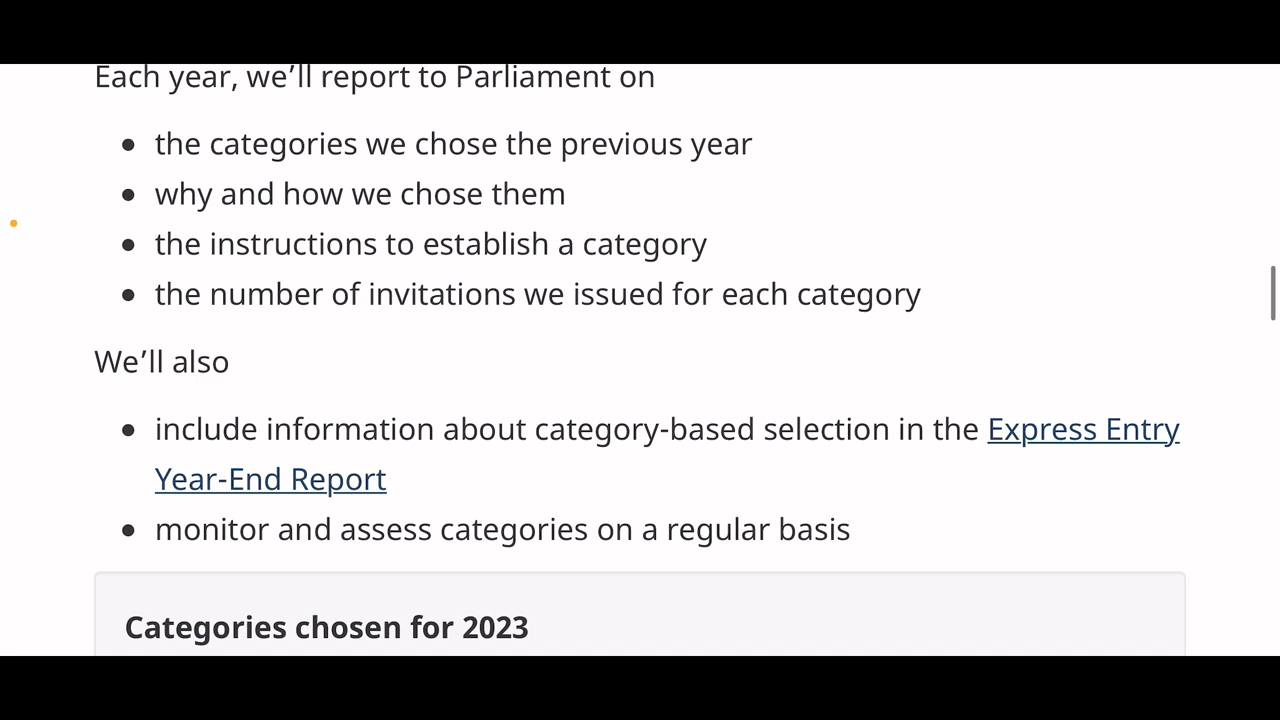 Each year, we’ll report to Parliament on
the categories we chose the previous year
why and how we chose them
the instructions to establish a category
the number of invitations we issued for each category
We’ll also
include information about category-based selection in the Express Entry
Year-End Report
monitor and assess categories on a regular basis
Categories chosen for 2023